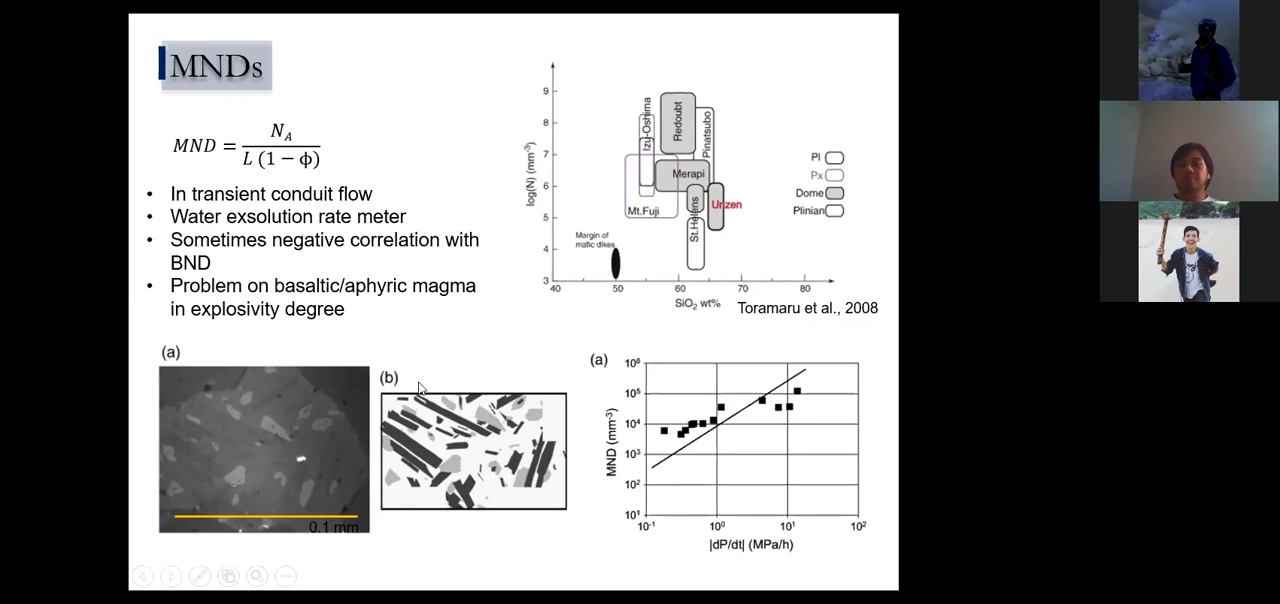 MNDs
MND = N_A / L (1 − ϕ)
• In transient conduit flow
• Water exsolution rate meter
• Sometimes negative correlation with
BND
• Problem on basaltic/aphyric magma
in explosivity degree
log(N) (mm⁻³)
9
8
7
6
5
4
3
40
50
60
70
80
SiO₂ wt%
Izu-Oshima
Redoubt
Pinatsubo
Merapi
Mt.Fuji
St.Helens
Unzen
Margin of
matic dikes
Pl
Px
Dome
Plinian
Toramaru et al., 2008
(a)
0.1 mm
(b)
(a)
MND (mm⁻³)
10⁶
10⁵
10⁴
10³
10²
10¹
10⁻¹
10⁰
10¹
10²
|dP/dt| (MPa/h)